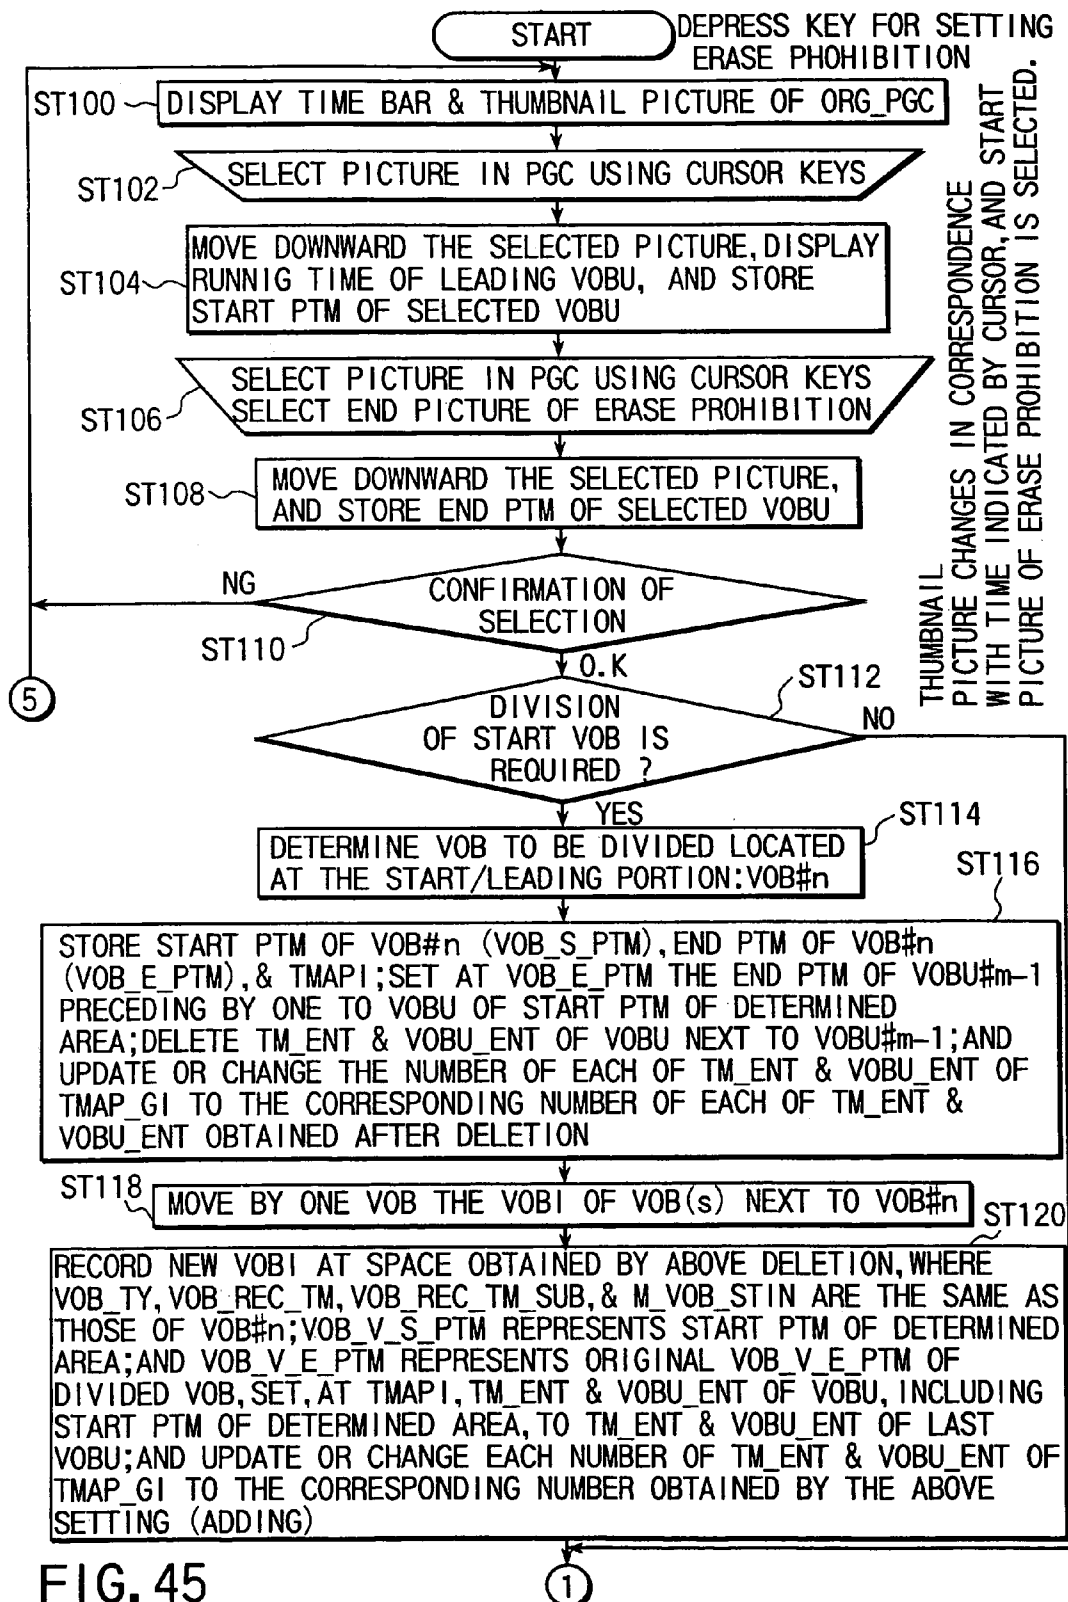 START
DEPRESS KEY FOR SETTING
ERASE PHOHIBITION
ST100
DISPLAY TIME BAR & THUMBNAIL PICTURE OF ORG_PGC
ST102
SELECT PICTURE IN PGC USING CURSOR KEYS
ST104
MOVE DOWNWARD THE SELECTED PICTURE, DISPLAY
RUNNIG TIME OF LEADING VOBU, AND STORE
START PTM OF SELECTED VOBU
ST106
SELECT PICTURE IN PGC USING CURSOR KEYS
SELECT END PICTURE OF ERASE PROHIBITION
ST108
MOVE DOWNWARD THE SELECTED PICTURE,
AND STORE END PTM OF SELECTED VOBU
THUMBNAIL
PICTURE CHANGES IN CORRESPONDENCE
WITH TIME INDICATED BY CURSOR, AND START
PICTURE OF ERASE PROHIBITION IS SELECTED.
NG
CONFIRMATION OF
SELECTION
ST110
O.K
5
ST112
DIVISION
OF START VOB IS
REQUIRED ?
NO
YES
ST114
DETERMINE VOB TO BE DIVIDED LOCATED
AT THE START/LEADING PORTION:VOB#n
ST116
STORE START PTM OF VOB#n (VOB_S_PTM), END PTM OF VOB#n
(VOB_E_PTM), & TMAPI;SET AT VOB_E_PTM THE END PTM OF VOBU#m-1
PRECEDING BY ONE TO VOBU OF START PTM OF DETERMINED
AREA;DELETE TM_ENT & VOBU_ENT OF VOBU NEXT TO VOBU#m-1;AND
UPDATE OR CHANGE THE NUMBER OF EACH OF TM_ENT & VOBU_ENT OF
TMAP_GI TO THE CORRESPONDING NUMBER OF EACH OF TM_ENT &
VOBU_ENT OBTAINED AFTER DELETION
ST118
MOVE BY ONE VOB THE VOBI OF VOB(s) NEXT TO VOB#n
ST120
RECORD NEW VOBI AT SPACE OBTAINED BY ABOVE DELETION, WHERE
VOB_TY, VOB_REC_TM, VOB_REC_TM_SUB, & M_VOB_STIN ARE THE SAME AS
THOSE OF VOB#n;VOB_V_S_PTM REPRESENTS START PTM OF DETERMINED
AREA;AND VOB_V_E_PTM REPRESENTS ORIGINAL VOB_V_E_PTM OF
DIVIDED VOB, SET, AT TMAPI, TM_ENT & VOBU_ENT OF VOBU, INCLUDING
START PTM OF DETERMINED AREA, TO TM_ENT & VOBU_ENT OF LAST
VOBU;AND UPDATE OR CHANGE EACH NUMBER OF TM_ENT & VOBU_ENT OF
TMAP_GI TO THE CORRESPONDING NUMBER OBTAINED BY THE ABOVE
SETTING (ADDING)
1
FIG. 45